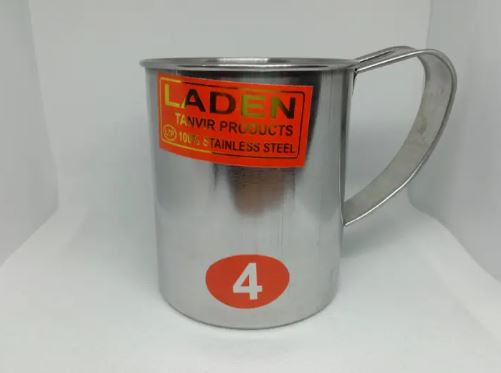 LADEN
TANVIR PRODUCTS
100% STAINLESS STEEL
4